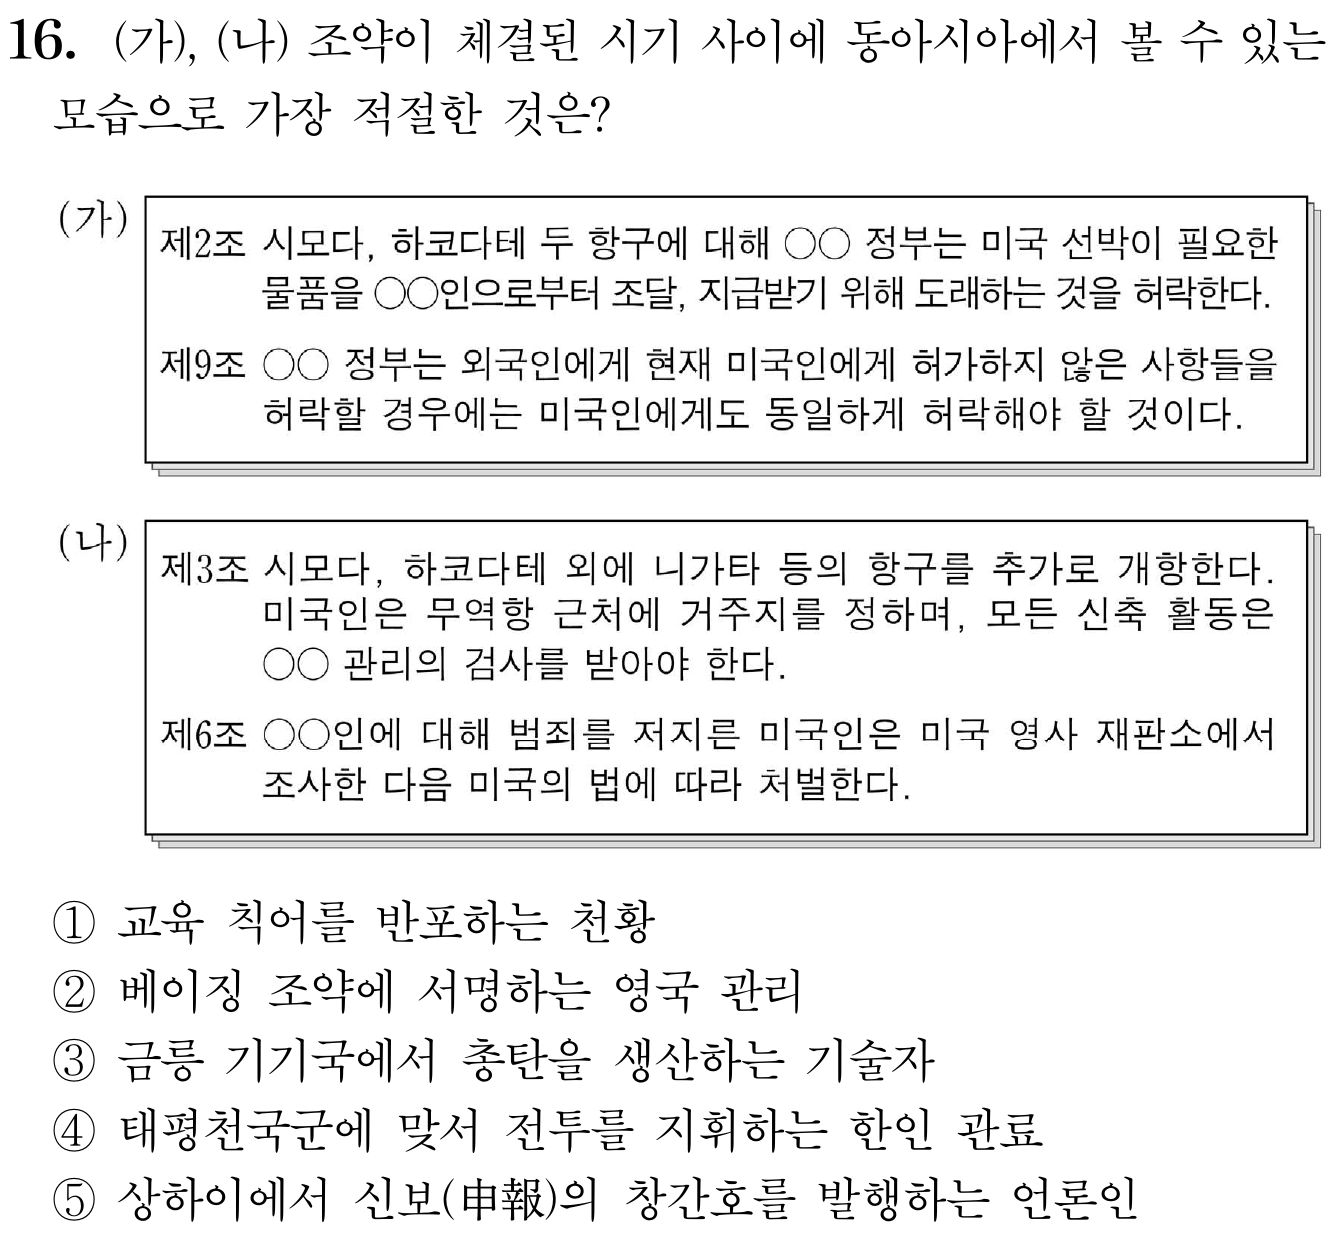 16. (가), (나) 조약이 체결된 시기 사이에 동아시아에서 볼 수 있는
모습으로 가장 적절한 것은?
(가)
제2조 시모다, 하코다테 두 항구에 대해 ○○ 정부는 미국 선박이 필요한
물품을 ○○인으로부터 조달, 지급받기 위해 도래하는 것을 허락한다.
제9조 ○○ 정부는 외국인에게 현재 미국인에게 허가하지 않은 사항들을
허락할 경우에는 미국인에게도 동일하게 허락해야 할 것이다.
(나)
제3조 시모다, 하코다테 외에 니가타 등의 항구를 추가로 개항한다.
미국인은 무역항 근처에 거주지를 정하며, 모든 신축 활동은
○○ 관리의 검사를 받아야 한다.
제6조 ○○인에 대해 범죄를 저지른 미국인은 미국 영사 재판소에서
조사한 다음 미국의 법에 따라 처벌한다.
① 교육 칙어를 반포하는 천황
② 베이징 조약에 서명하는 영국 관리
③ 금릉 기기국에서 총탄을 생산하는 기술자
④ 태평천국군에 맞서 전투를 지휘하는 한인 관료
⑤ 상하이에서 신보(申報)의 창간호를 발행하는 언론인